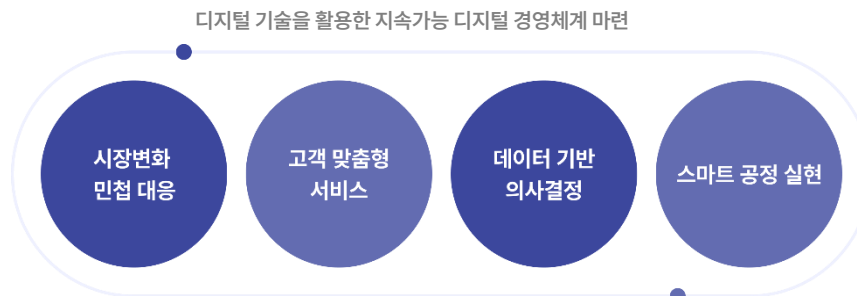 디지털 기술을 활용한 지속가능 디지털 경영체계 마련
시장변화
민첩 대응
고객 맞춤형
서비스
데이터 기반
의사결정
스마트 공정 실현